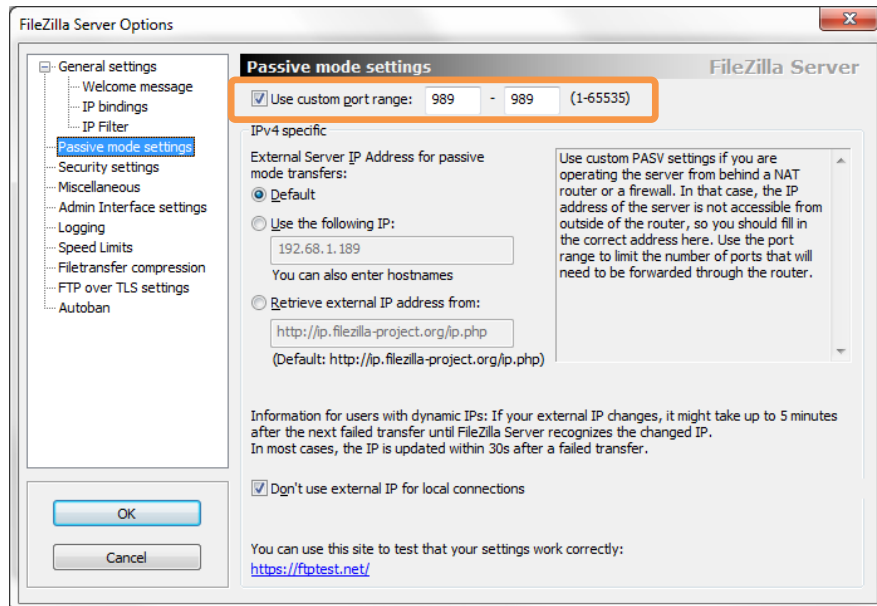 FileZilla Server Options
General settings
Welcome message
IP bindings
IP Filter
Passive mode settings
Security settings
Miscellaneous
Admin Interface settings
Logging
Speed Limits
Filetransfer compression
FTP over TLS settings
Autoban
OK
Cancel
Passive mode settings
FileZilla Server
Use custom port range: 989 - 989 (1-65535)
IPv4 specific
External Server IP Address for passive
mode transfers:
Default
Use the following IP:
192.68.1.189
You can also enter hostnames
Retrieve external IP address from:
http://ip.filezilla-project.org/ip.php
(Default: http://ip.filezilla-project.org/ip.php)
Use custom PASV settings if you are
operating the server from behind a NAT
router or a firewall. In that case, the IP
address of the server is not accessible from
outside of the router, so you should fill in
the correct address here. Use the port
range to limit the number of ports that will
need to be forwarded through the router.
Information for users with dynamic IPs: If your external IP changes, it might take up to 5 minutes
after the next failed transfer until FileZilla Server recognizes the changed IP.
In most cases, the IP is updated within 30s after a failed transfer.
Don't use external IP for local connections
You can use this site to test that your settings work correctly:
https://ftptest.net/